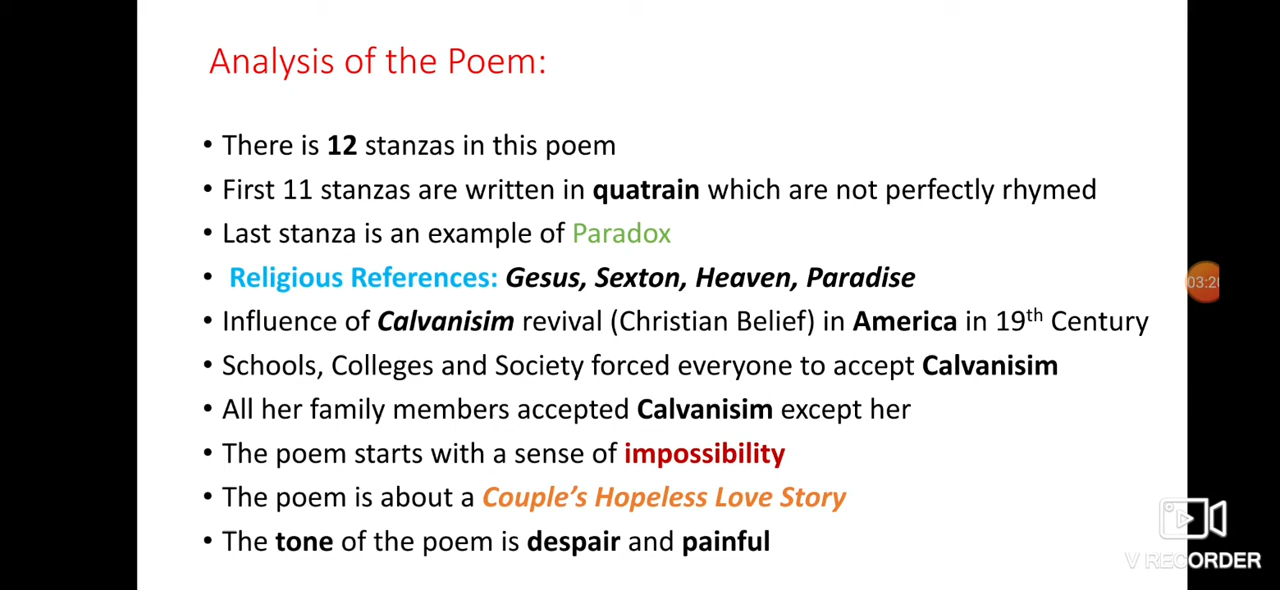 Analysis of the Poem:
• There is 12 stanzas in this poem
• First 11 stanzas are written in quatrain which are not perfectly rhymed
• Last stanza is an example of Paradox
• Religious References: Gesus, Sexton, Heaven, Paradise
• Influence of Calvanisim revival (Christian Belief) in America in 19th Century
• Schools, Colleges and Society forced everyone to accept Calvanisim
• All her family members accepted Calvanisim except her
• The poem starts with a sense of impossibility
• The poem is about a Couple's Hopeless Love Story
• The tone of the poem is despair and painful
V RECORDER